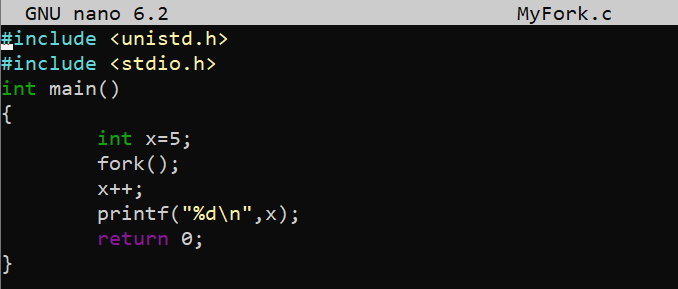 GNU nano 6.2 MyFork.c
#include <unistd.h>
#include <stdio.h>
int main()
{
        int x=5;
        fork();
        x++;
        printf("%d\n",x);
        return 0;
}